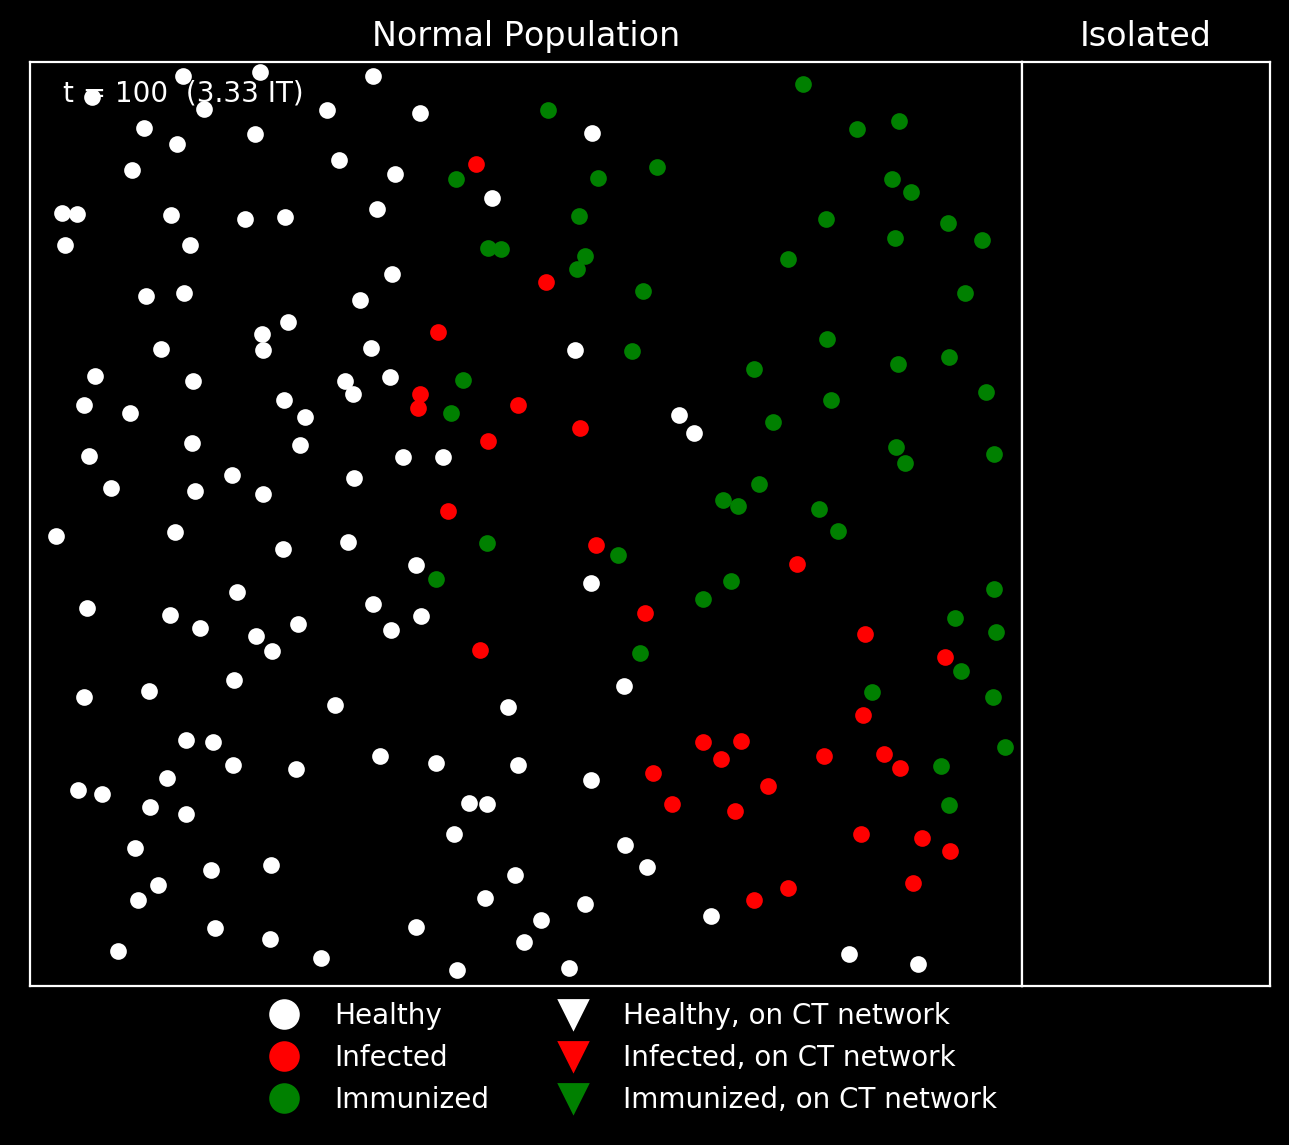 Normal Population
Isolated
t = 100 (3.33 IT)
Healthy
Infected
Immunized
Healthy, on CT network
Infected, on CT network
Immunized, on CT network